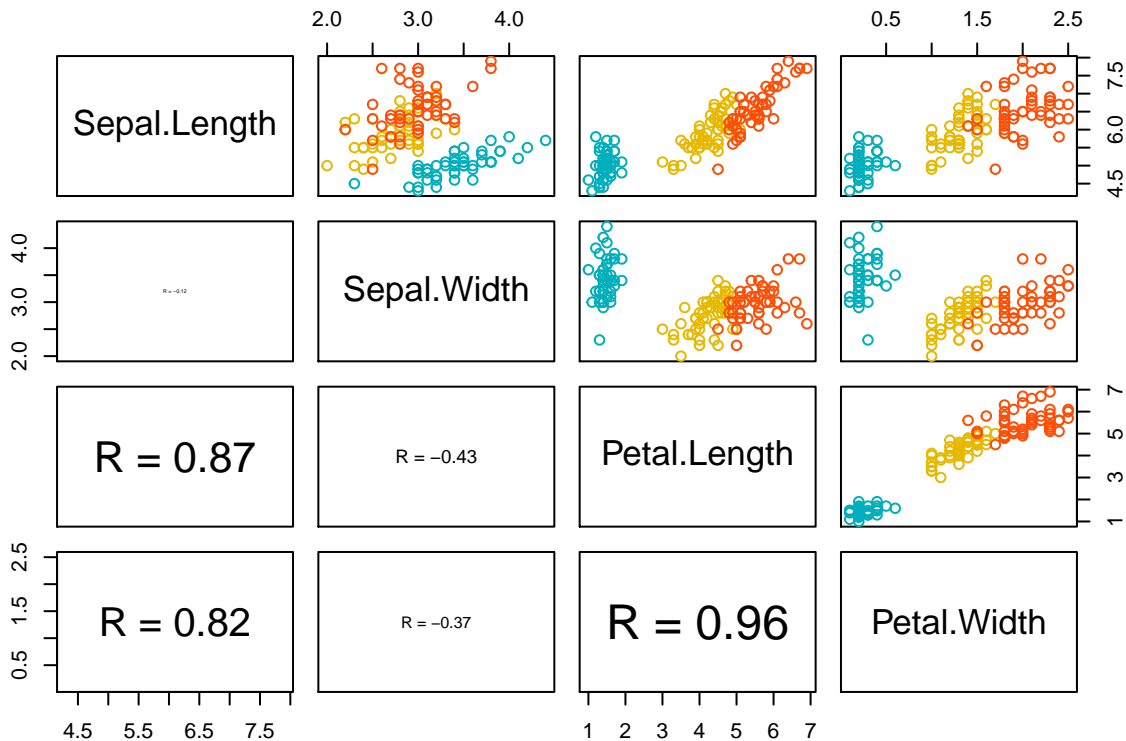 2.0 3.0 4.0
0.5 1.5 2.5
Sepal.Length
4.5 6.0 7.5
2.0 3.0 4.0
R = −0.12
Sepal.Width
R = 0.87
R = −0.43
Petal.Length
1 3 5 7
0.5 1.5 2.5
R = 0.82
R = −0.37
R = 0.96
Petal.Width
4.5 5.5 6.5 7.5
1 2 3 4 5 6 7